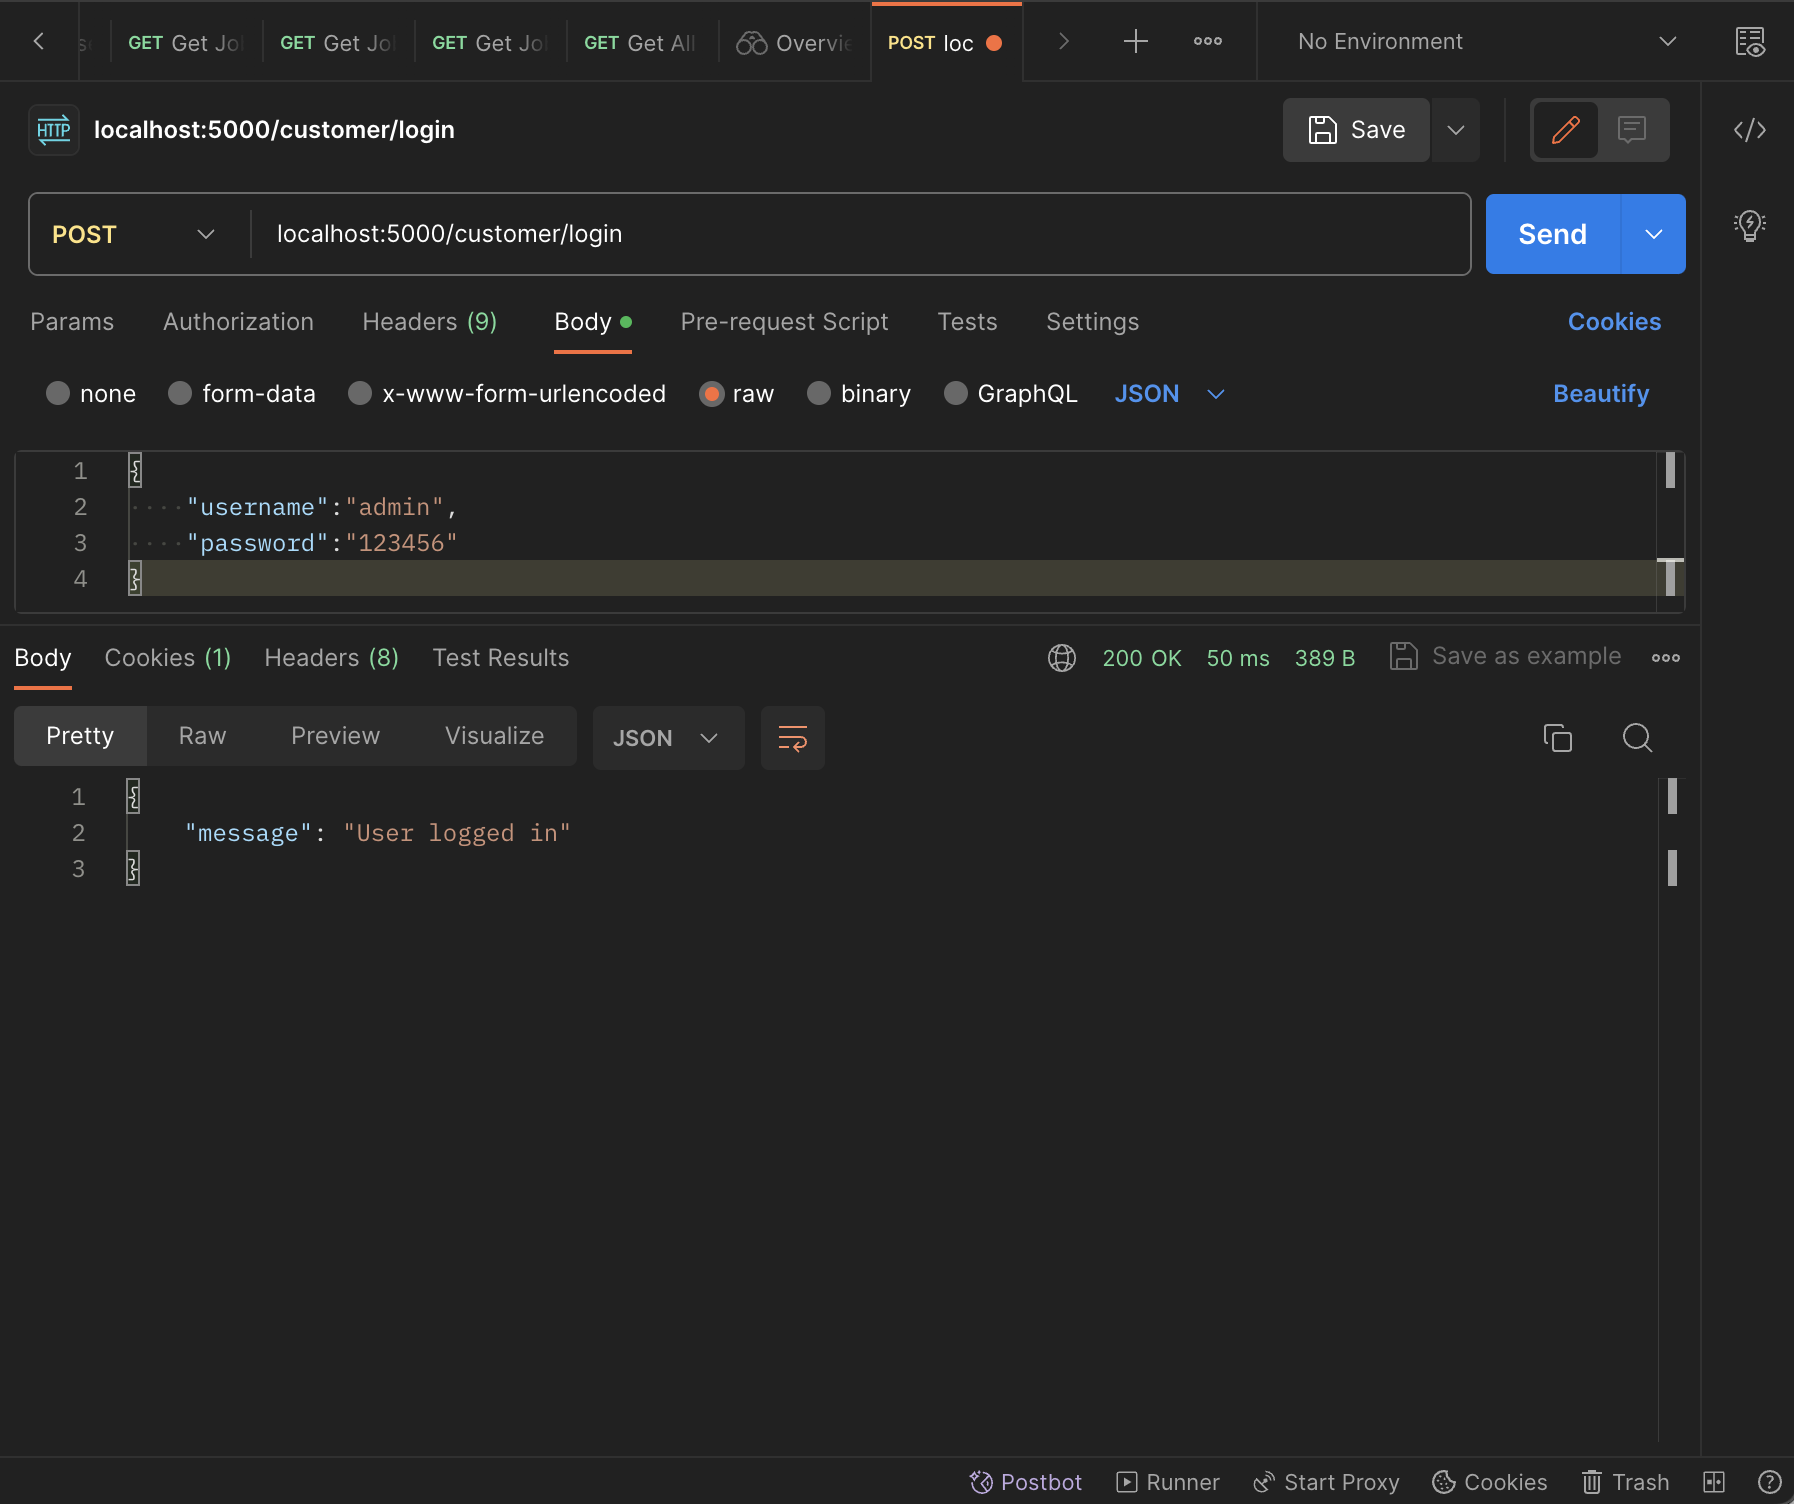 GET Get Jo
GET Get Jo
GET Get Jo
GET Get All
Overvie
POST loc
No Environment
HTTP
localhost:5000/customer/login
Save
POST
localhost:5000/customer/login
Send
Params Authorization Headers (9) Body Pre-request Script Tests Settings Cookies
none form-data x-www-form-urlencoded raw binary GraphQL JSON Beautify
1 {
2 "username":"admin",
3 "password":"123456"
4 }
Body Cookies (1) Headers (8) Test Results 200 OK 50 ms 389 B Save as example
Pretty Raw Preview Visualize JSON
1 {
2 "message": "User logged in"
3 }
Postbot Runner Start Proxy Cookies Trash